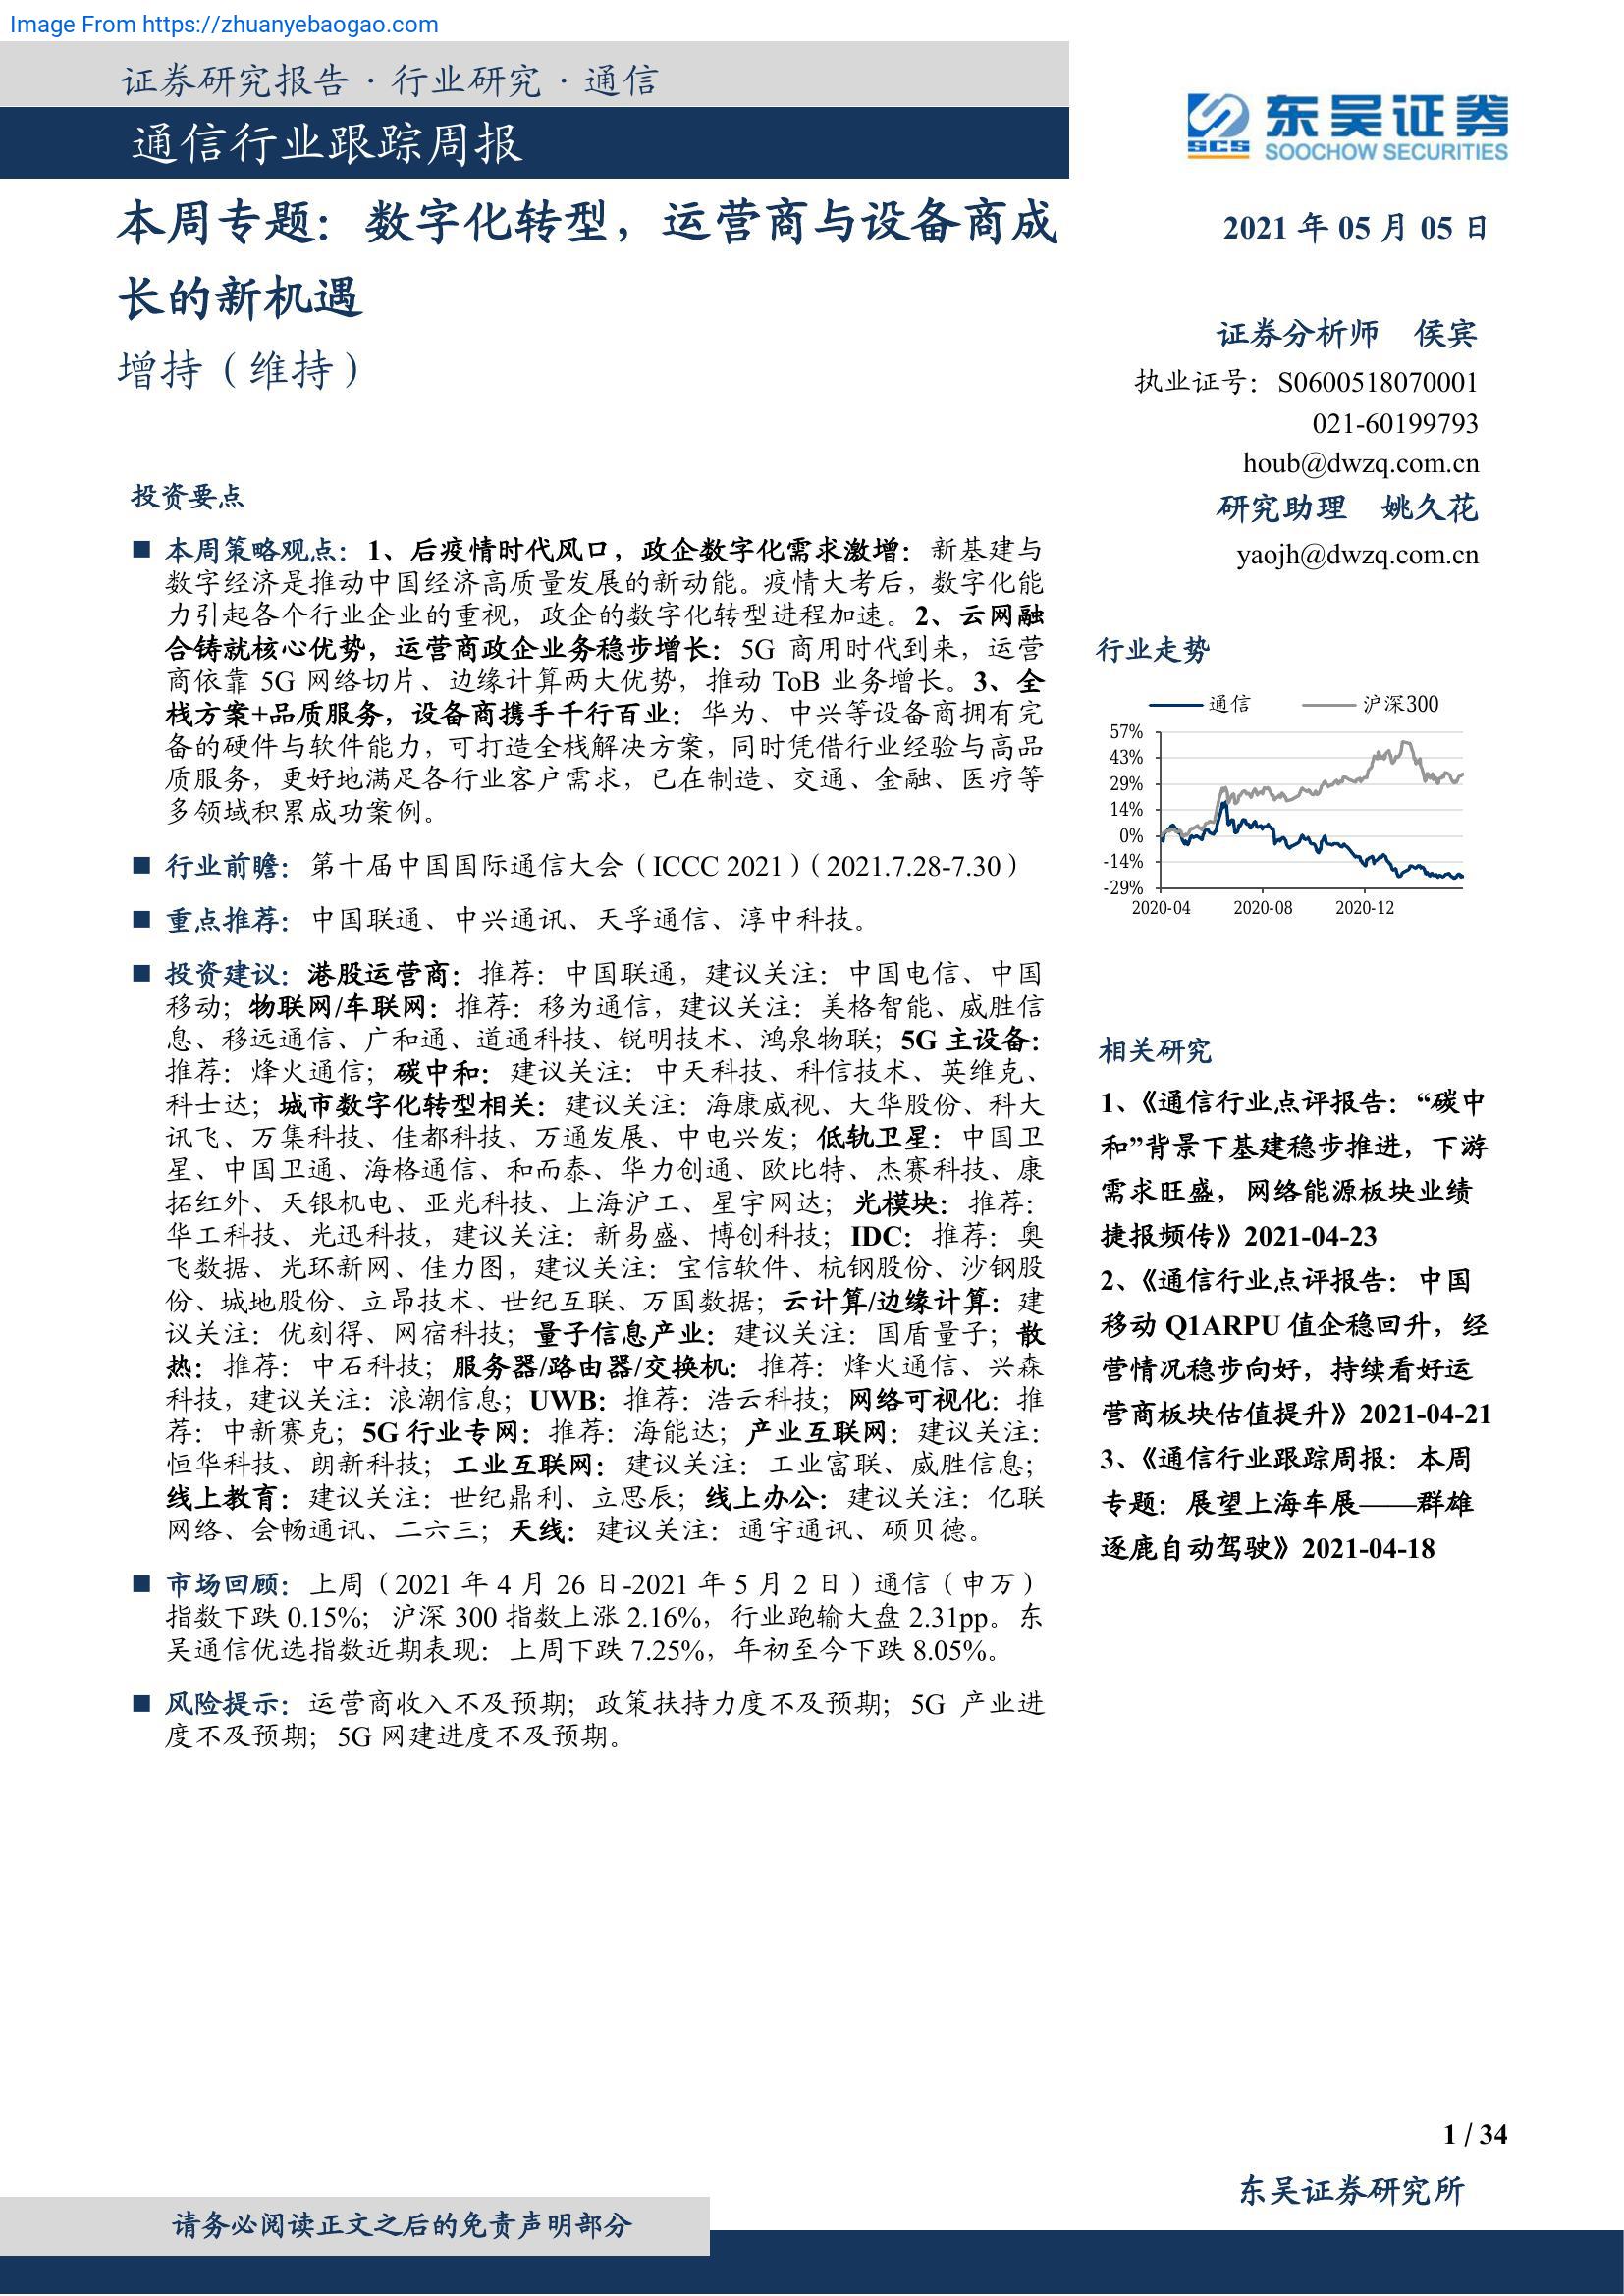 Image From https://zhuanyebaogao.com
证券研究报告·行业研究·通信
通信行业跟踪周报
东吴证券
SCS
SOOCHOW SECURITIES
本周专题：数字化转型，运营商与设备商成
长的新机遇
增持（维持）
2021 年 05 月 05 日
证券分析师 侯宾
执业证号：S0600518070001
021-60199793
houb@dwzq.com.cn
研究助理 姚久花
yaojh@dwzq.com.cn
投资要点
■ 本周策略观点：1、后疫情时代风口，政企数字化需求激增：新基建与
数字经济是推动中国经济高质量发展的新动能。疫情大考后，数字化能
力引起各个行业企业的重视，政企的数字化转型进程加速。2、云网融
合铸就核心优势，运营商政企业务稳步增长：5G 商用时代到来，运营
商依靠 5G 网络切片、边缘计算两大优势，推动 ToB 业务增长。3、全
栈方案+品质服务，设备商携手千行百业：华为、中兴等设备商拥有完
备的硬件与软件能力，可打造全栈解决方案，同时凭借行业经验与高品
质服务，更好地满足各行业客户需求，已在制造、交通、金融、医疗等
多领域积累成功案例。
■ 行业前瞻：第十届中国国际通信大会（ICCC 2021）（2021.7.28-7.30）
■ 重点推荐：中国联通、中兴通讯、天孚通信、淳中科技。
■ 投资建议：港股运营商：推荐：中国联通，建议关注：中国电信、中国
移动；物联网/车联网：推荐：移为通信，建议关注：美格智能、威胜信
息、移远通信、广和通、道通科技、锐明技术、鸿泉物联；5G 主设备：
推荐：烽火通信；碳中和：建议关注：中天科技、科信技术、英维克、
科士达；城市数字化转型相关：建议关注：海康威视、大华股份、科大
讯飞、万集科技、佳都科技、万通发展、中电兴发；低轨卫星：中国卫
星、中国卫通、海格通信、和而泰、华力创通、欧比特、杰赛科技、康
拓红外、天银机电、亚光科技、上海沪工、星宇网达；光模块：推荐：
华工科技、光迅科技，建议关注：新易盛、博创科技；IDC：推荐：奥
飞数据、光环新网、佳力图，建议关注：宝信软件、杭钢股份、沙钢股
份、城地股份、立昂技术、世纪互联、万国数据；云计算/边缘计算：建
议关注：优刻得、网宿科技；量子信息产业：建议关注：国盾量子；散
热：推荐：中石科技；服务器/路由器/交换机：推荐：烽火通信、兴森
科技，建议关注：浪潮信息；UWB：推荐：浩云科技；网络可视化：推
荐：中新赛克；5G 行业专网：推荐：海能达；产业互联网：建议关注：
恒华科技、朗新科技；工业互联网：建议关注：工业富联、威胜信息；
线上教育：建议关注：世纪鼎利、立思辰；线上办公：建议关注：亿联
网络、会畅通讯、二六三；天线：建议关注：通宇通讯、硕贝德。
■ 市场回顾：上周（2021 年 4 月 26 日-2021 年 5 月 2 日）通信（申万）
指数下跌 0.15%；沪深 300 指数上涨 2.16%，行业跑输大盘 2.31pp。东
吴通信优选指数近期表现：上周下跌 7.25%，年初至今下跌 8.05%。
■ 风险提示：运营商收入不及预期；政策扶持力度不及预期；5G 产业进
度不及预期；5G 网建进度不及预期。
行业走势
通信 沪深300
57%
43%
29%
14%
0%
-14%
-29%
2020-04 2020-08 2020-12
相关研究
1、《通信行业点评报告：“碳中
和”背景下基建稳步推进，下游
需求旺盛，网络能源板块业绩
捷报频传》2021-04-23
2、《通信行业点评报告：中国
移动 Q1ARPU 值企稳回升，经
营情况稳步向好，持续看好运
营商板块估值提升》2021-04-21
3、《通信行业跟踪周报：本周
专题：展望上海车展——群雄
逐鹿自动驾驶》2021-04-18
1 / 34
东吴证券研究所
请务必阅读正文之后的免责声明部分